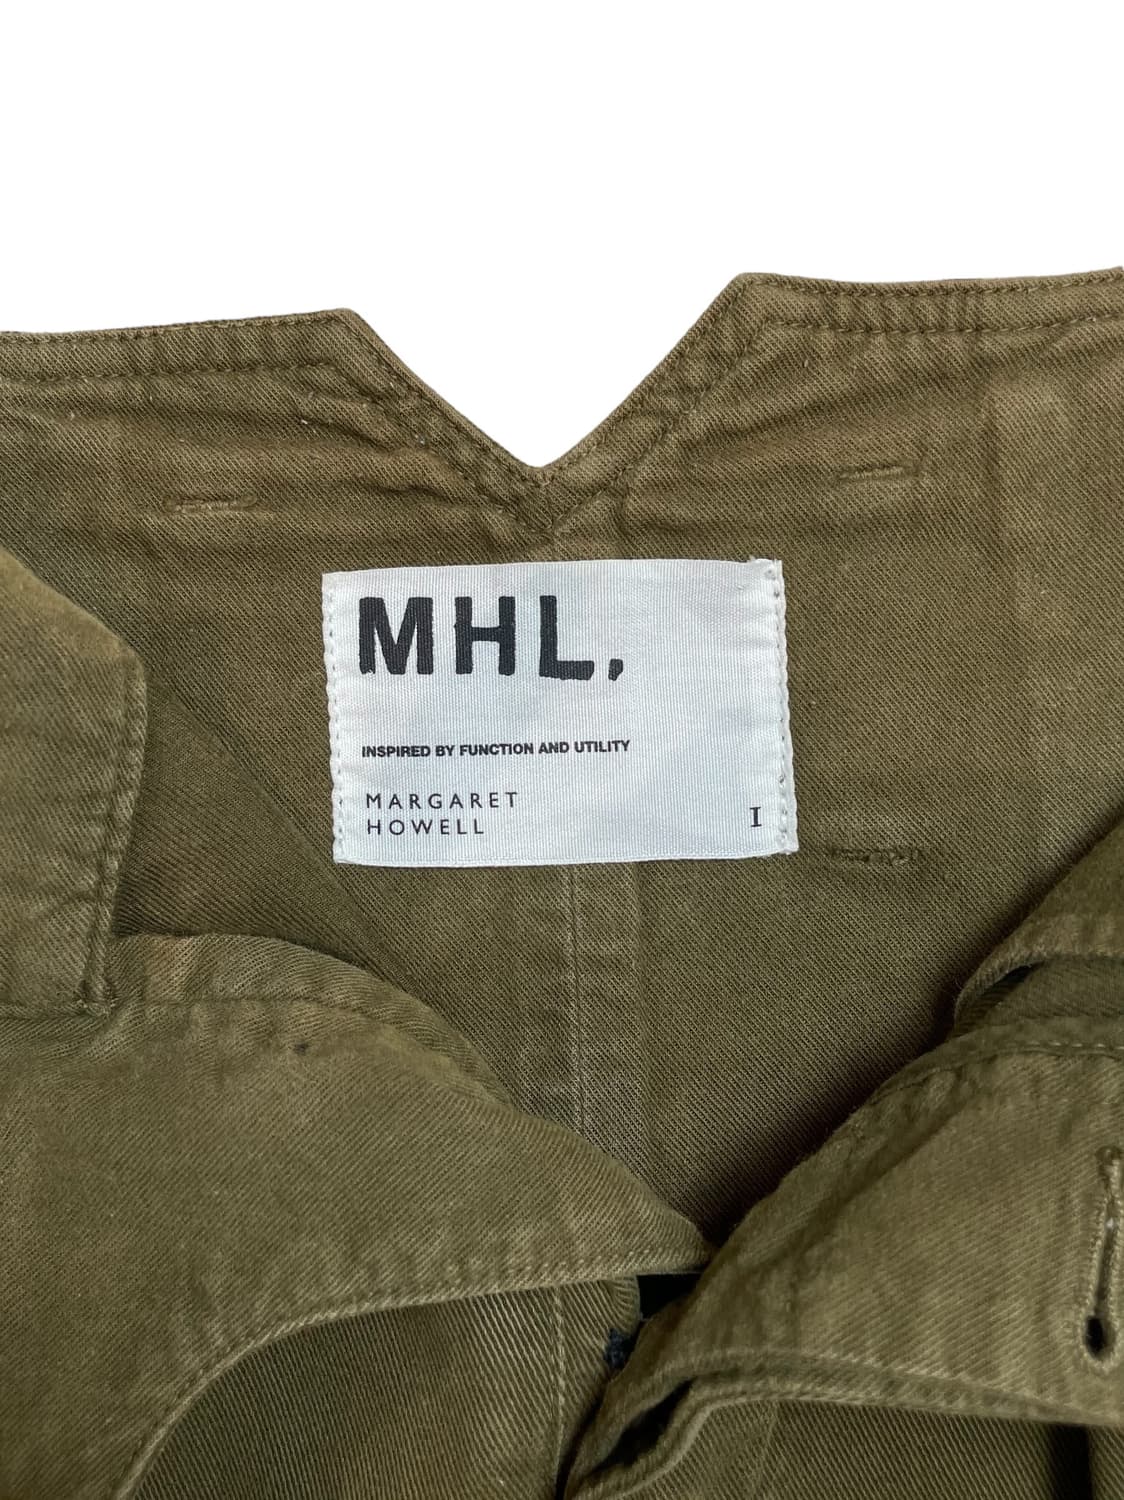 MHL.
INSPIRED BY FUNCTION AND UTILITY
MARGARET
HOWELL
I